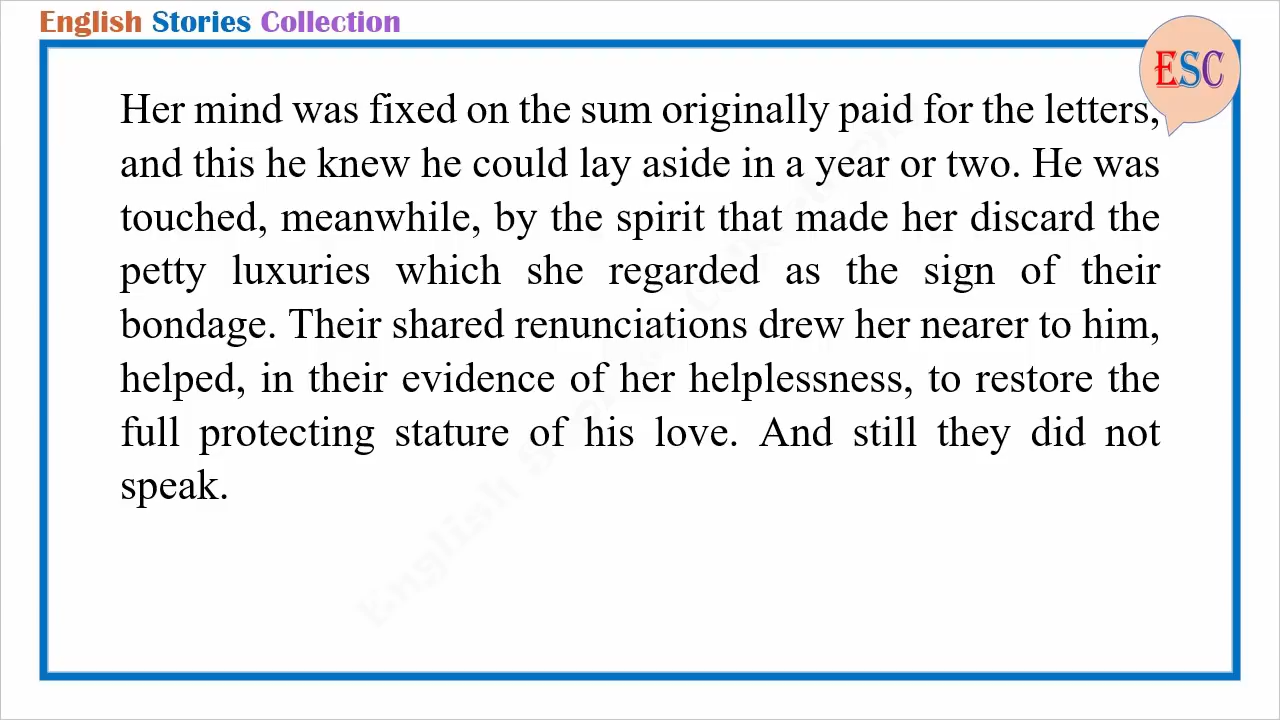 English Stories Collection
ESC
Her mind was fixed on the sum originally paid for the letters,
and this he knew he could lay aside in a year or two. He was
touched, meanwhile, by the spirit that made her discard the
petty luxuries which she regarded as the sign of their
bondage. Their shared renunciations drew her nearer to him,
helped, in their evidence of her helplessness, to restore the
full protecting stature of his love. And still they did not
speak.
English Stories Collection